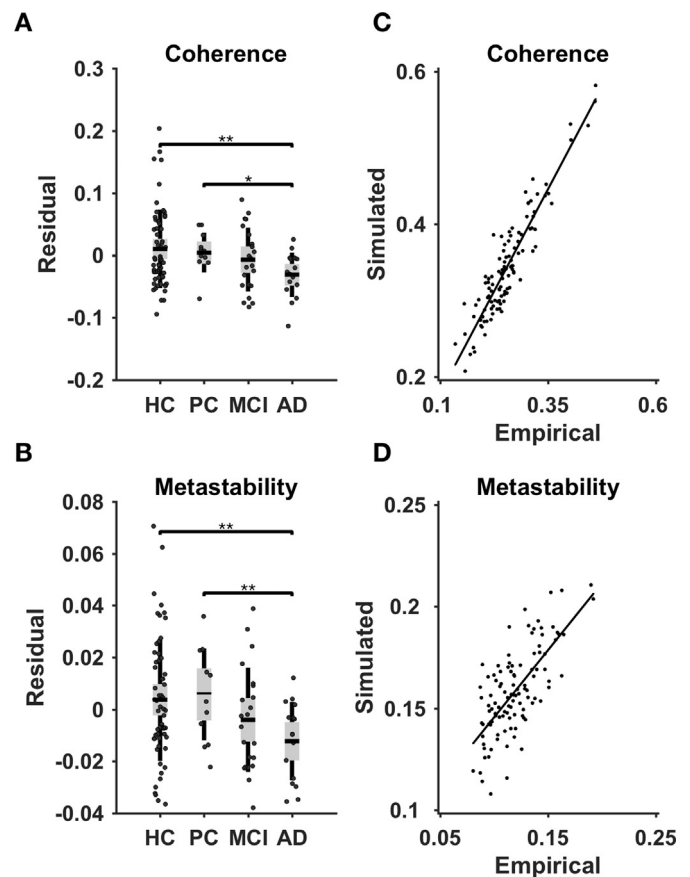 A
Coherence
0.3
0.2
0.1
0
-0.1
-0.2
Residual
**
*
HC PC MCI AD
C
Coherence
0.6
0.4
0.2
Simulated
0.1 0.35 0.6
Empirical
B
Metastability
0.08
0.06
0.04
0.02
0
-0.02
-0.04
Residual
**
**
HC PC MCI AD
D
Metastability
0.25
0.2
0.15
0.1
Simulated
0.05 0.15 0.25
Empirical